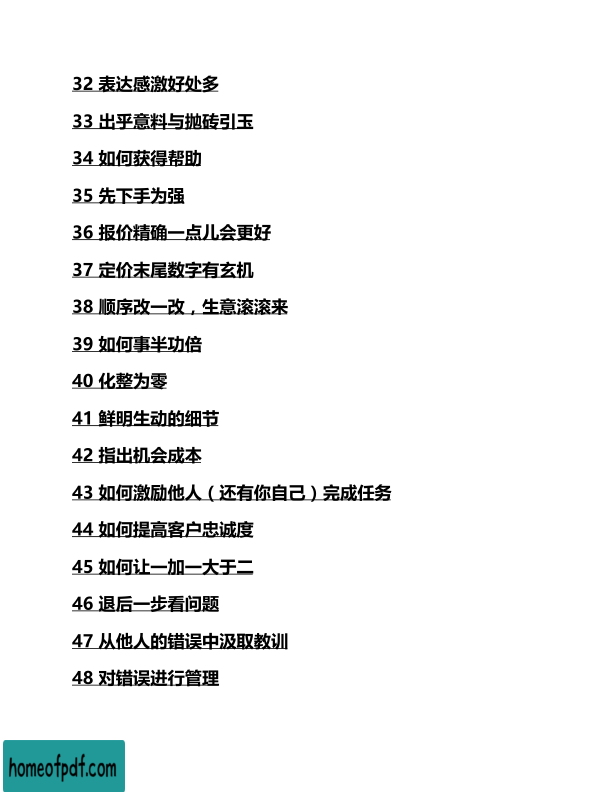 32 表达感激好处多
33 出乎意料与抛砖引玉
34 如何获得帮助
35 先下手为强
36 报价精确一点儿会更好
37 定价末尾数字有玄机
38 顺序改一改，生意滚滚来
39 如何事半功倍
40 化整为零
41 鲜明生动的细节
42 指出机会成本
43 如何激励他人（还有你自己）完成任务
44 如何提高客户忠诚度
45 如何让一加一大于二
46 退后一步看问题
47 从他人的错误中汲取教训
48 对错误进行管理
homeofpdf.com